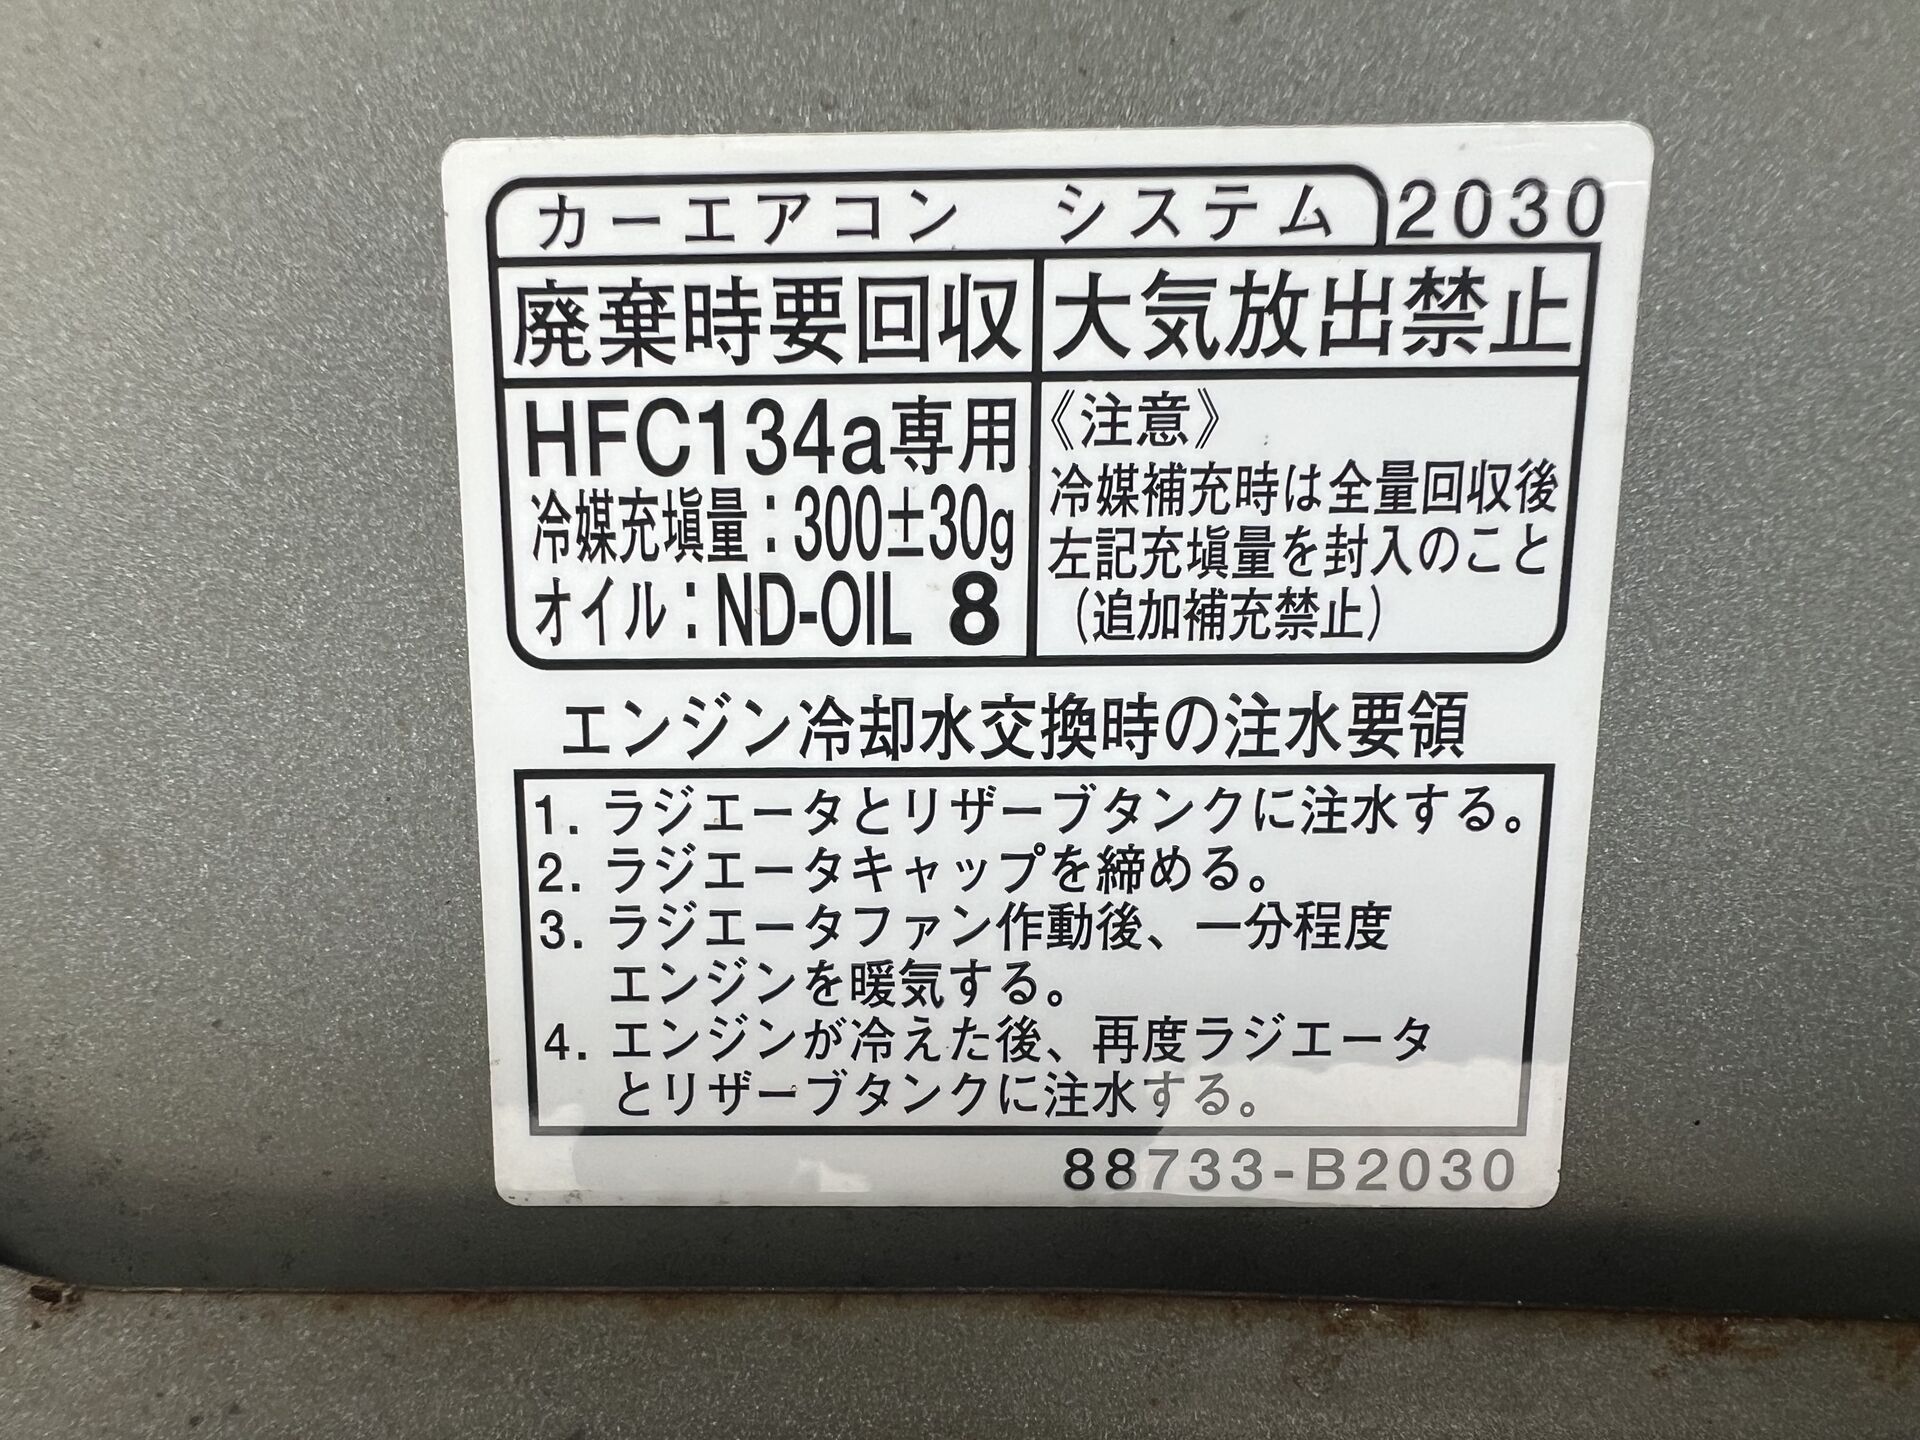 カーエアコン システム 2030
廃棄時要回収
大気放出禁止
HFC134a専用
冷媒充填量：300±30g
オイル：ND-OIL 8
《注意》
冷媒補充時は全量回収後
左記充填量を封入のこと
（追加補充禁止）
エンジン冷却水交換時の注水要領
1. ラジエータとリザーブタンクに注水する。
2. ラジエータキャップを締める。
3. ラジエータファン作動後、一分程度
エンジンを暖気する。
4. エンジンが冷えた後、再度ラジエータ
とリザーブタンクに注水する。
88733-B2030